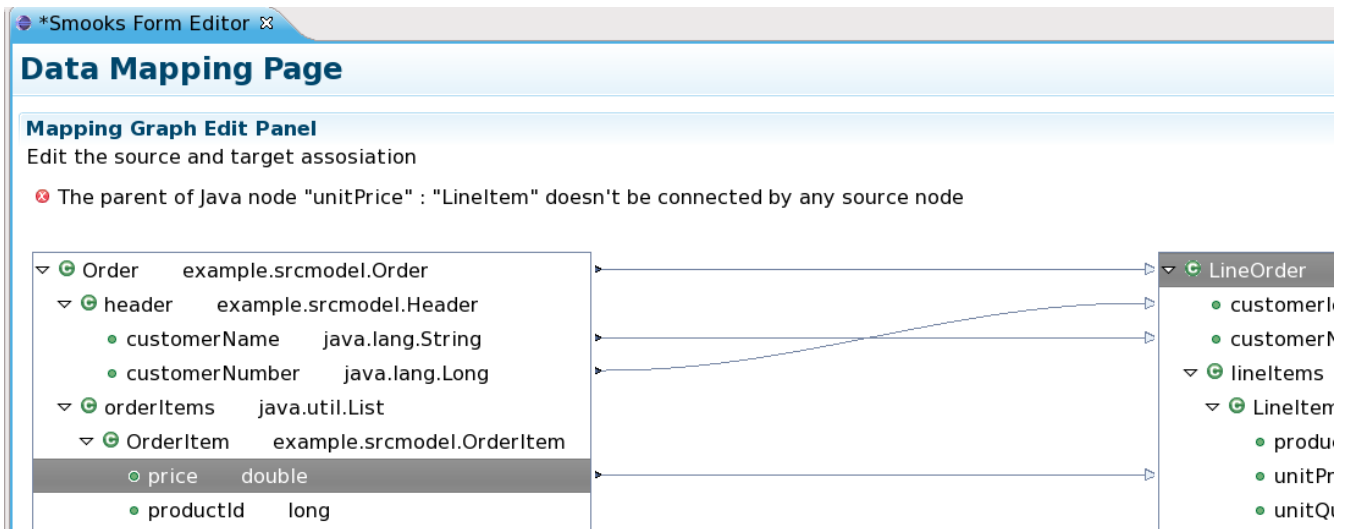 *Smooks Form Editor
Data Mapping Page
Mapping Graph Edit Panel
Edit the source and target assosiation
The parent of Java node "unitPrice" : "LineItem" doesn't be connected by any source node
Order example.srcmodel.Order LineOrder
header example.srcmodel.Header
customerName java.lang.String
customerNumber java.lang.Long lineItems
orderItems java.util.List LineItem
OrderItem example.srcmodel.OrderItem
price double
productId long